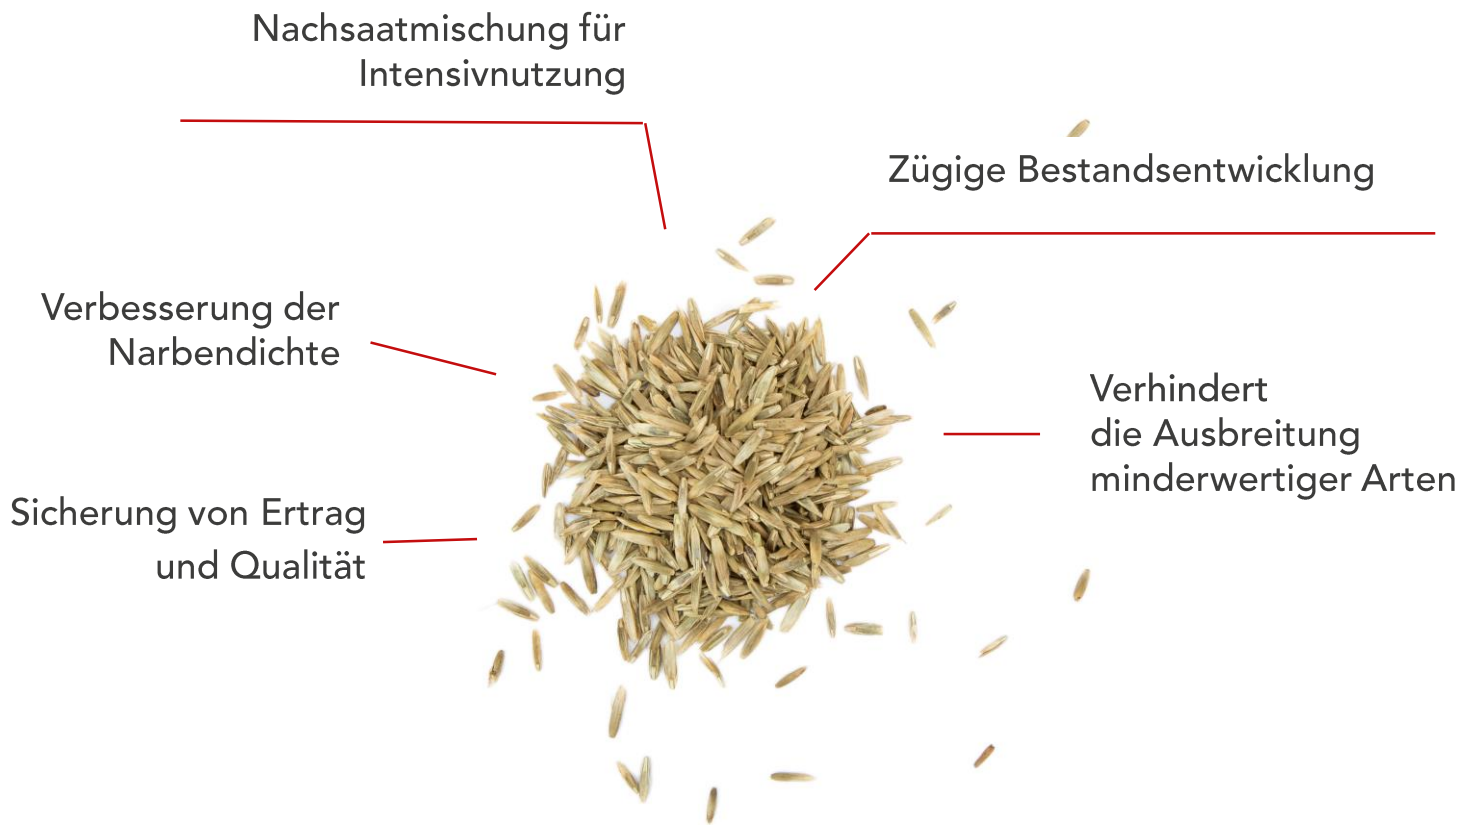 Nachsaatmischung für
Intensivnutzung
Zügige Bestandsentwicklung
Verbesserung der
Narbendichte
Verhindert
die Ausbreitung
minderwertiger Arten
Sicherung von Ertrag
und Qualität